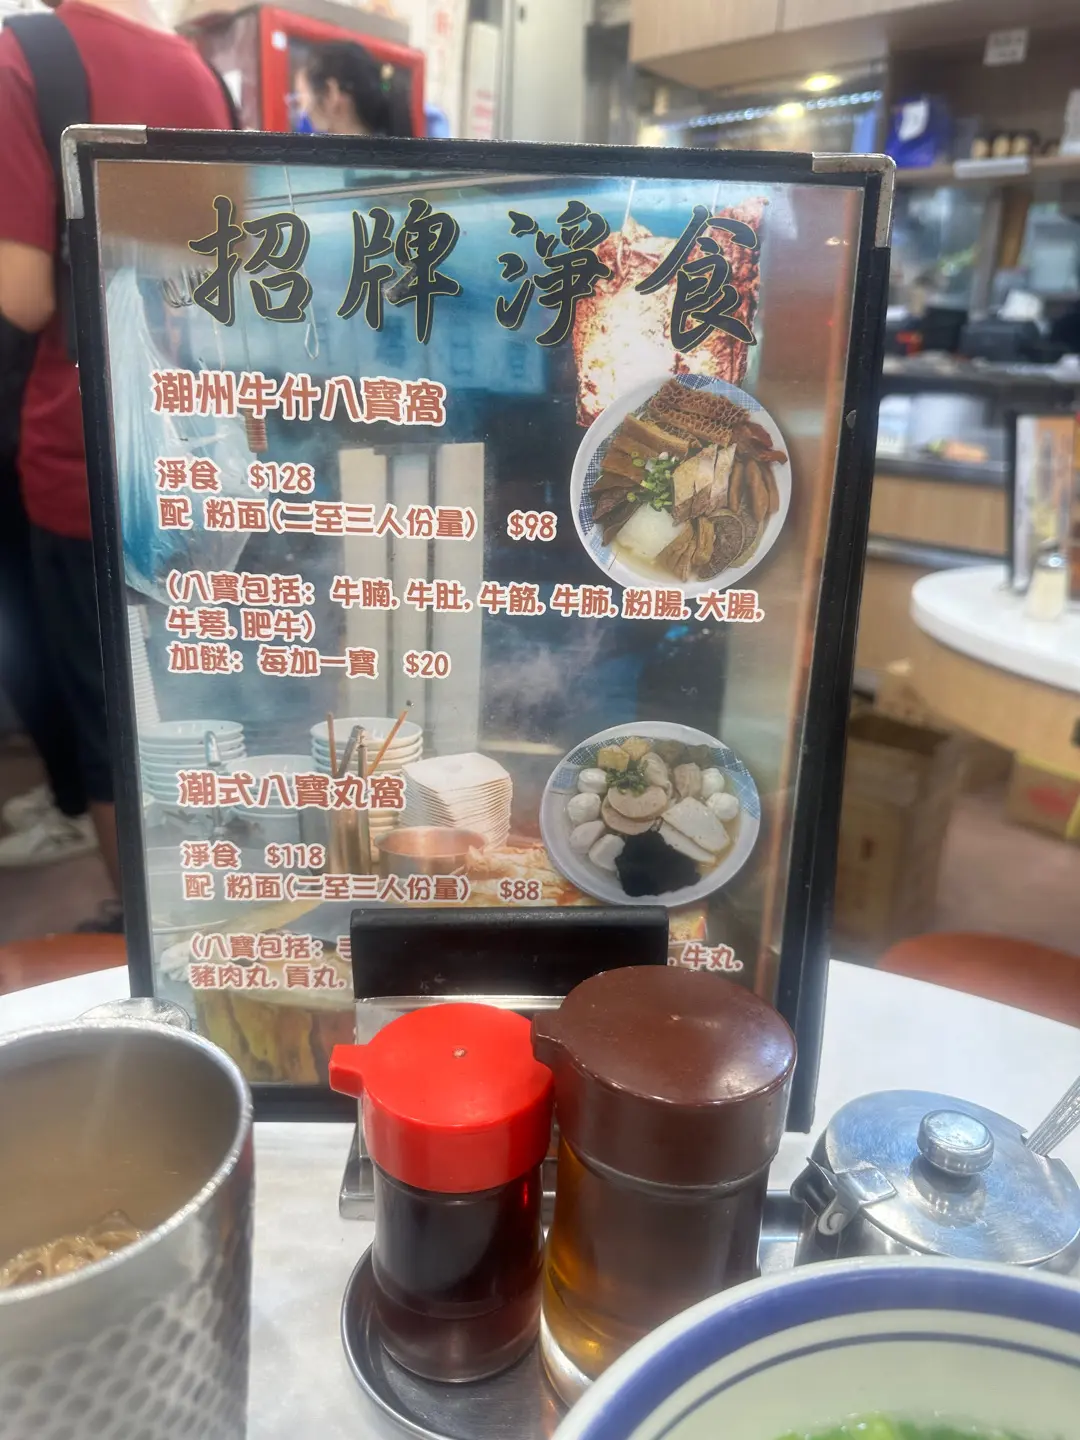 招牌淨食
潮州牛什八寶窩
淨食 $128
配 粉面(二至三人份量) $98
(八寶包括: 牛腩, 牛肚, 牛筋, 牛肺, 粉腸, 大腸,
牛蒡, 肥牛)
加餸: 每加一寶 $20
潮式八寶丸窩
淨食 $118
配 粉面(二至三人份量) $88
(八寶包括: , 牛丸,
豬肉丸, 貢丸,